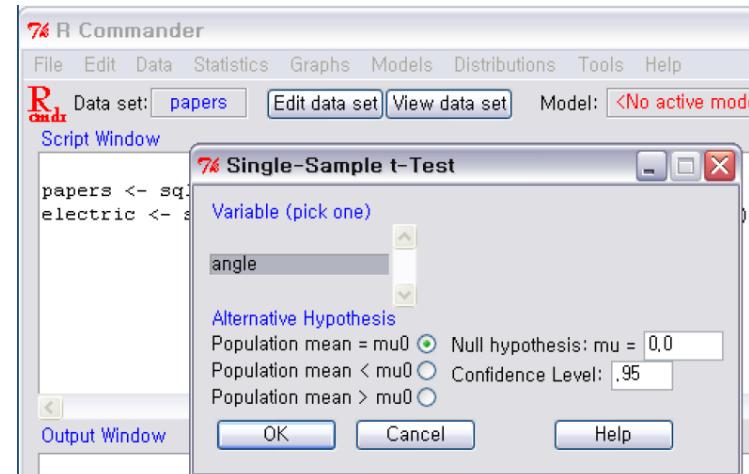 R Commander
File Edit Data Statistics Graphs Models Distributions Tools Help
R Data set: papers Edit data set View data set Model: <No active mod
cmdr
Script Window
Single-Sample t-Test
papers <- sql
electric <- s
Variable (pick one)
angle
Alternative Hypothesis
Population mean = mu0 Null hypothesis: mu = 0.0
Population mean < mu0 Confidence Level: .95
Population mean > mu0
OK Cancel Help
Output Window